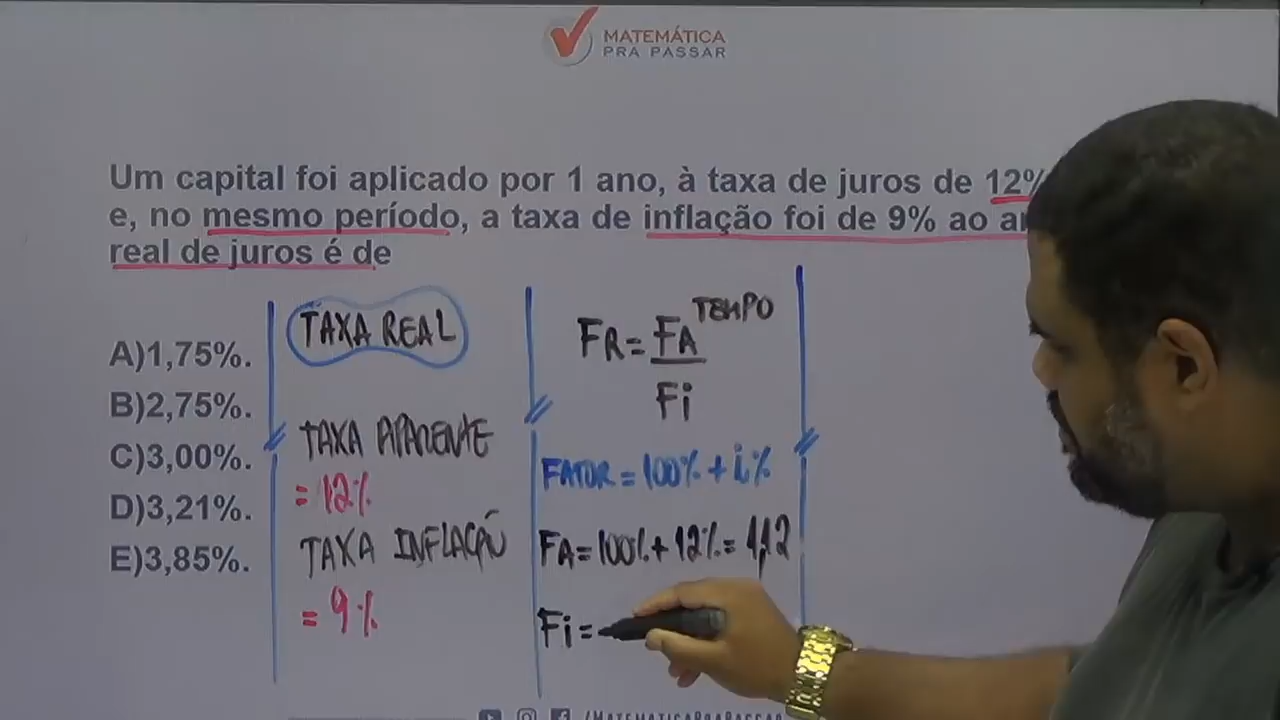 MATEMÁTICA
PRA PASSAR
Um capital foi aplicado por 1 ano, à taxa de juros de 12%
e, no mesmo período, a taxa de inflação foi de 9% ao
real de juros é de
A)1,75%.
B)2,75%.
C)3,00%.
D)3,21%.
E)3,85%.
TAXA REAL
TAXA APARENTE
= 12%
TAXA INFLAÇÃO
= 9%
TEMPO
FR = FA
Fi
FATOR = 100% + i%
FA = 100% + 12% = 1,12
Fi =
/MATEMATICAPRAPASSAR